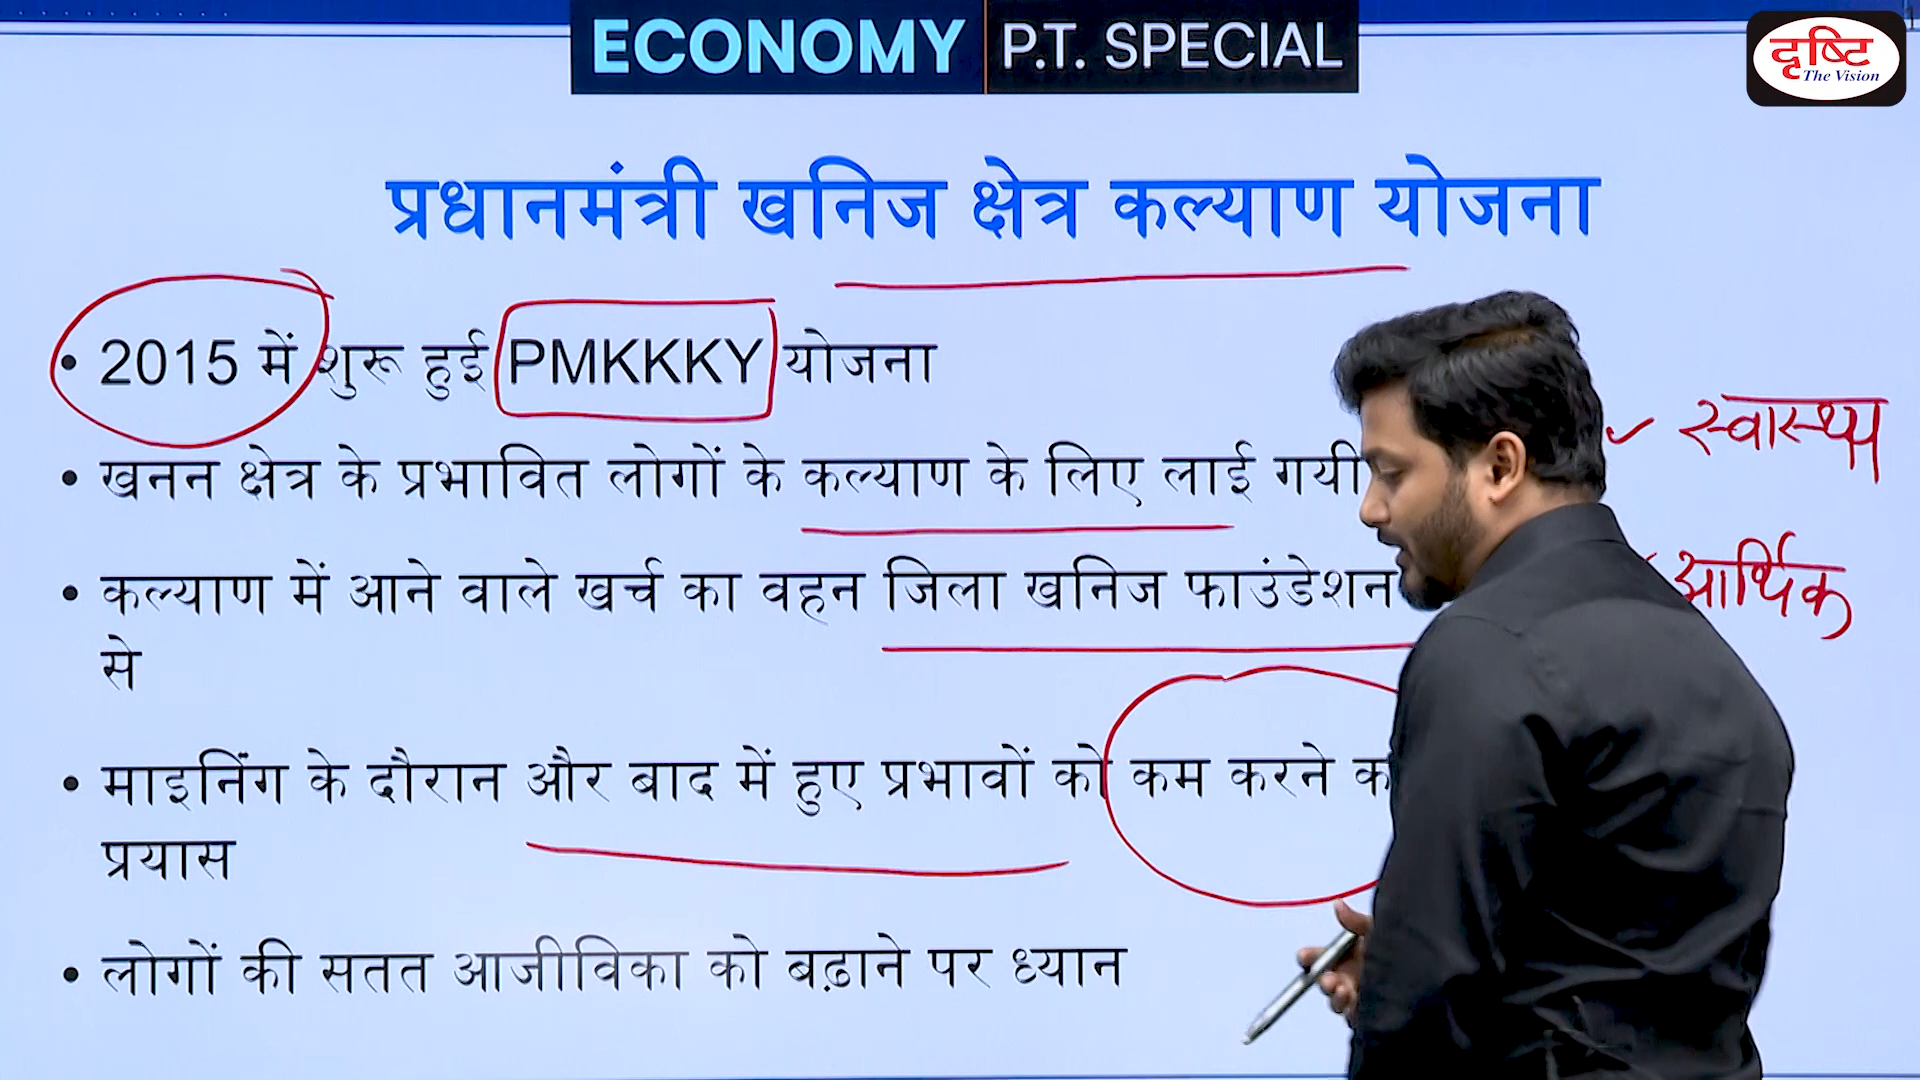 ECONOMY P.T. SPECIAL
दृष्टि
The Vision
प्रधानमंत्री खनिज क्षेत्र कल्याण योजना
• 2015 में शुरू हुई PMKKKY योजना
• खनन क्षेत्र के प्रभावित लोगों के कल्याण के लिए लाई गयी
• कल्याण में आने वाले खर्च का वहन जिला खनिज फाउंडेशन
से
• माइनिंग के दौरान और बाद में हुए प्रभावों को कम करने
प्रयास
• लोगों की सतत आजीविका को बढ़ाने पर ध्यान
✓ स्वास्थ्य
आर्थिक